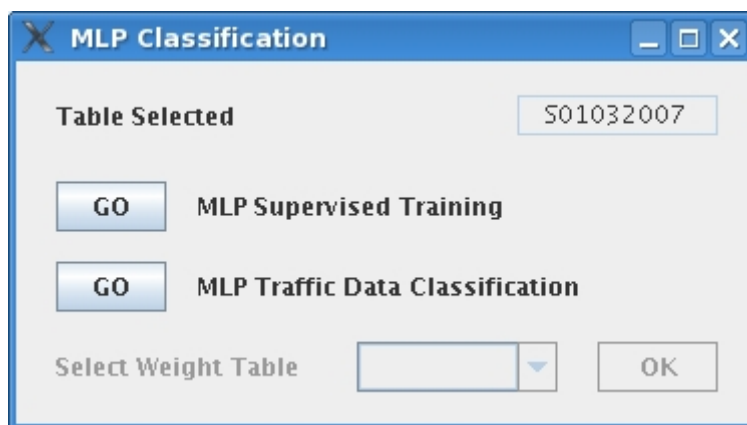 MLP Classification
Table Selected S01032007
GO MLP Supervised Training
GO MLP Traffic Data Classification
Select Weight Table OK